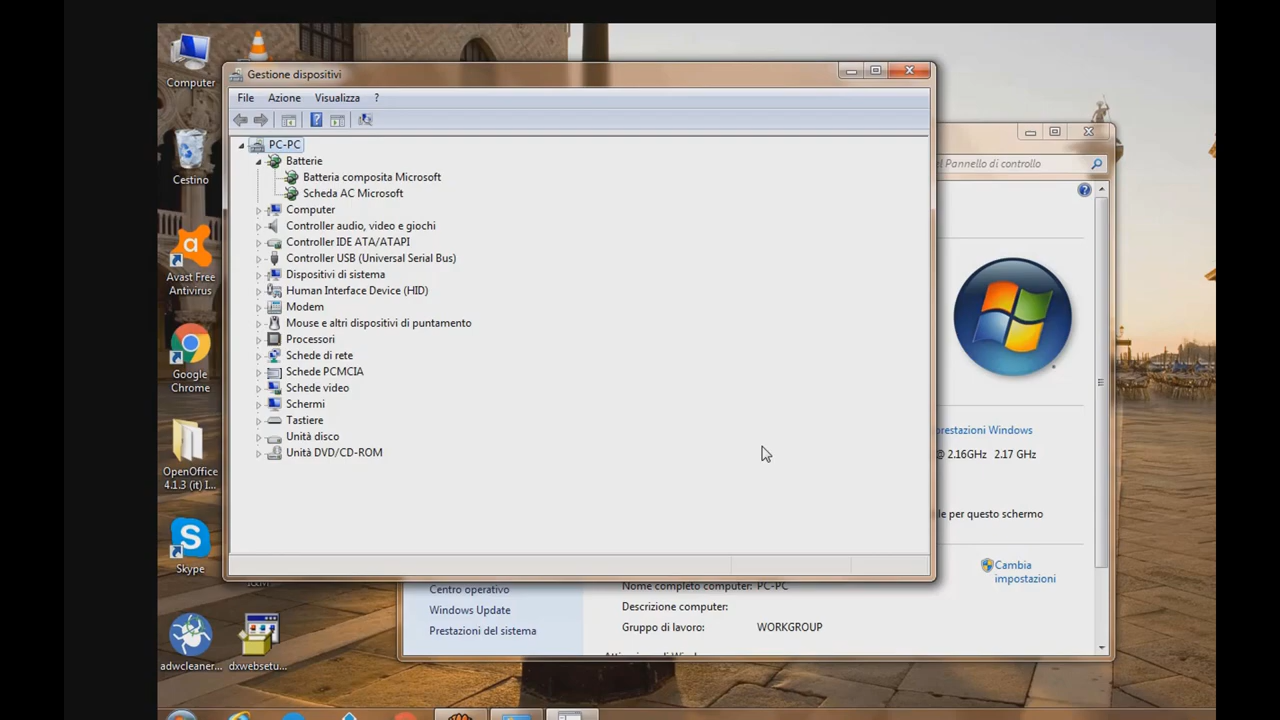 Computer
Cestino
Avast Free
Antivirus
Google
Chrome
OpenOffice
4.1.3 (it) I...
Skype
adwcleaner...
dxwebsetu...
Gestione dispositivi
File Azione Visualizza ?
PC-PC
Batterie
Batteria composita Microsoft
Scheda AC Microsoft
Computer
Controller audio, video e giochi
Controller IDE ATA/ATAPI
Controller USB (Universal Serial Bus)
Dispositivi di sistema
Human Interface Device (HID)
Modem
Mouse e altri dispositivi di puntamento
Processori
Schede di rete
Schede PCMCIA
Schede video
Schermi
Tastiere
Unità disco
Unità DVD/CD-ROM
el Pannello di controllo
prestazioni Windows
@ 2.16GHz 2.17 GHz
le per questo schermo
Cambia
impostazioni
Centro operativo
Windows Update
Prestazioni del sistema
Nome completo computer: PC-PC
Descrizione computer:
Gruppo di lavoro: WORKGROUP